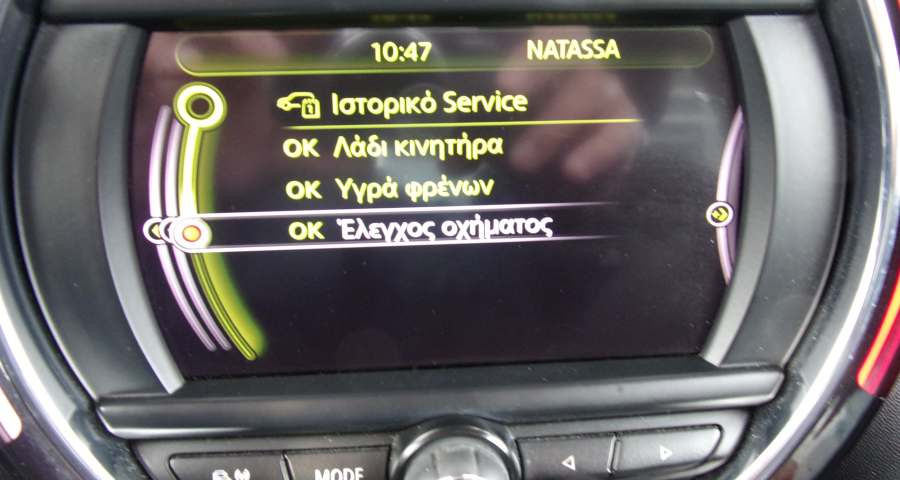 10:47 NATASSA
Ιστορικό Service
OK Λάδι κινητήρα
OK Υγρά φρένων
OK Έλεγχος οχήματος
MODE